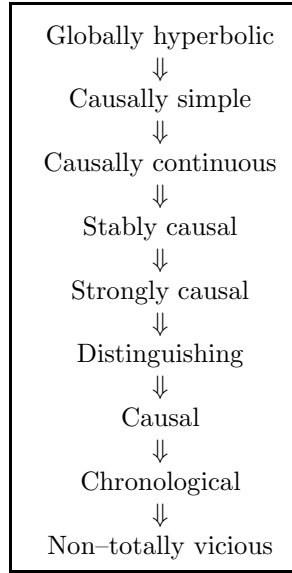 Globally hyperbolic
⇓
Causally simple
⇓
Causally continuous
⇓
Stably causal
⇓
Strongly causal
⇓
Distinguishing
⇓
Causal
⇓
Chronological
⇓
Non–totally vicious